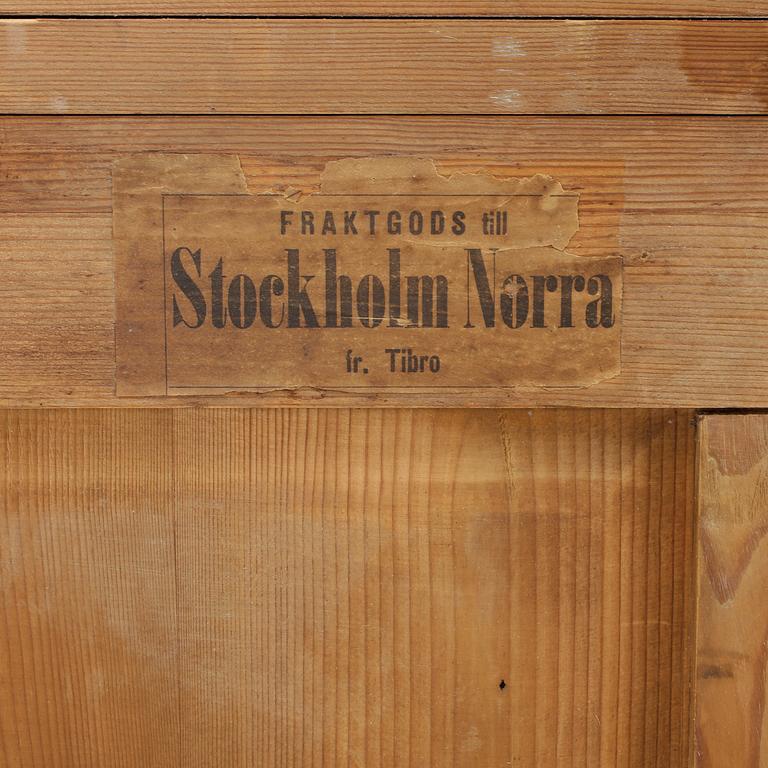 FRAKTGODS till
Stockholm Norra
fr. Tibro